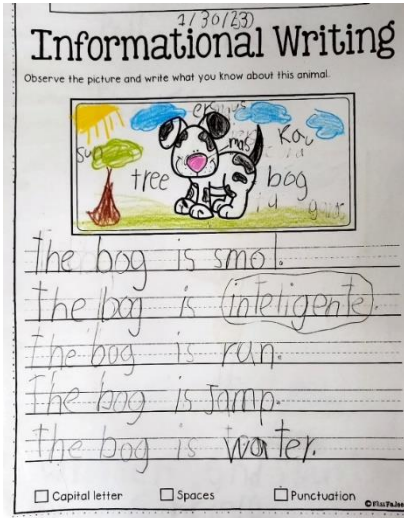 1/30/23
Informational Writing
Observe the picture and write what you know about this animal.
sun
tree
bog
The bog is smol.
The bog is inteligente.
The bog is run.
The bog is Jamp.
The bog is water.
Capital letter Spaces Punctuation